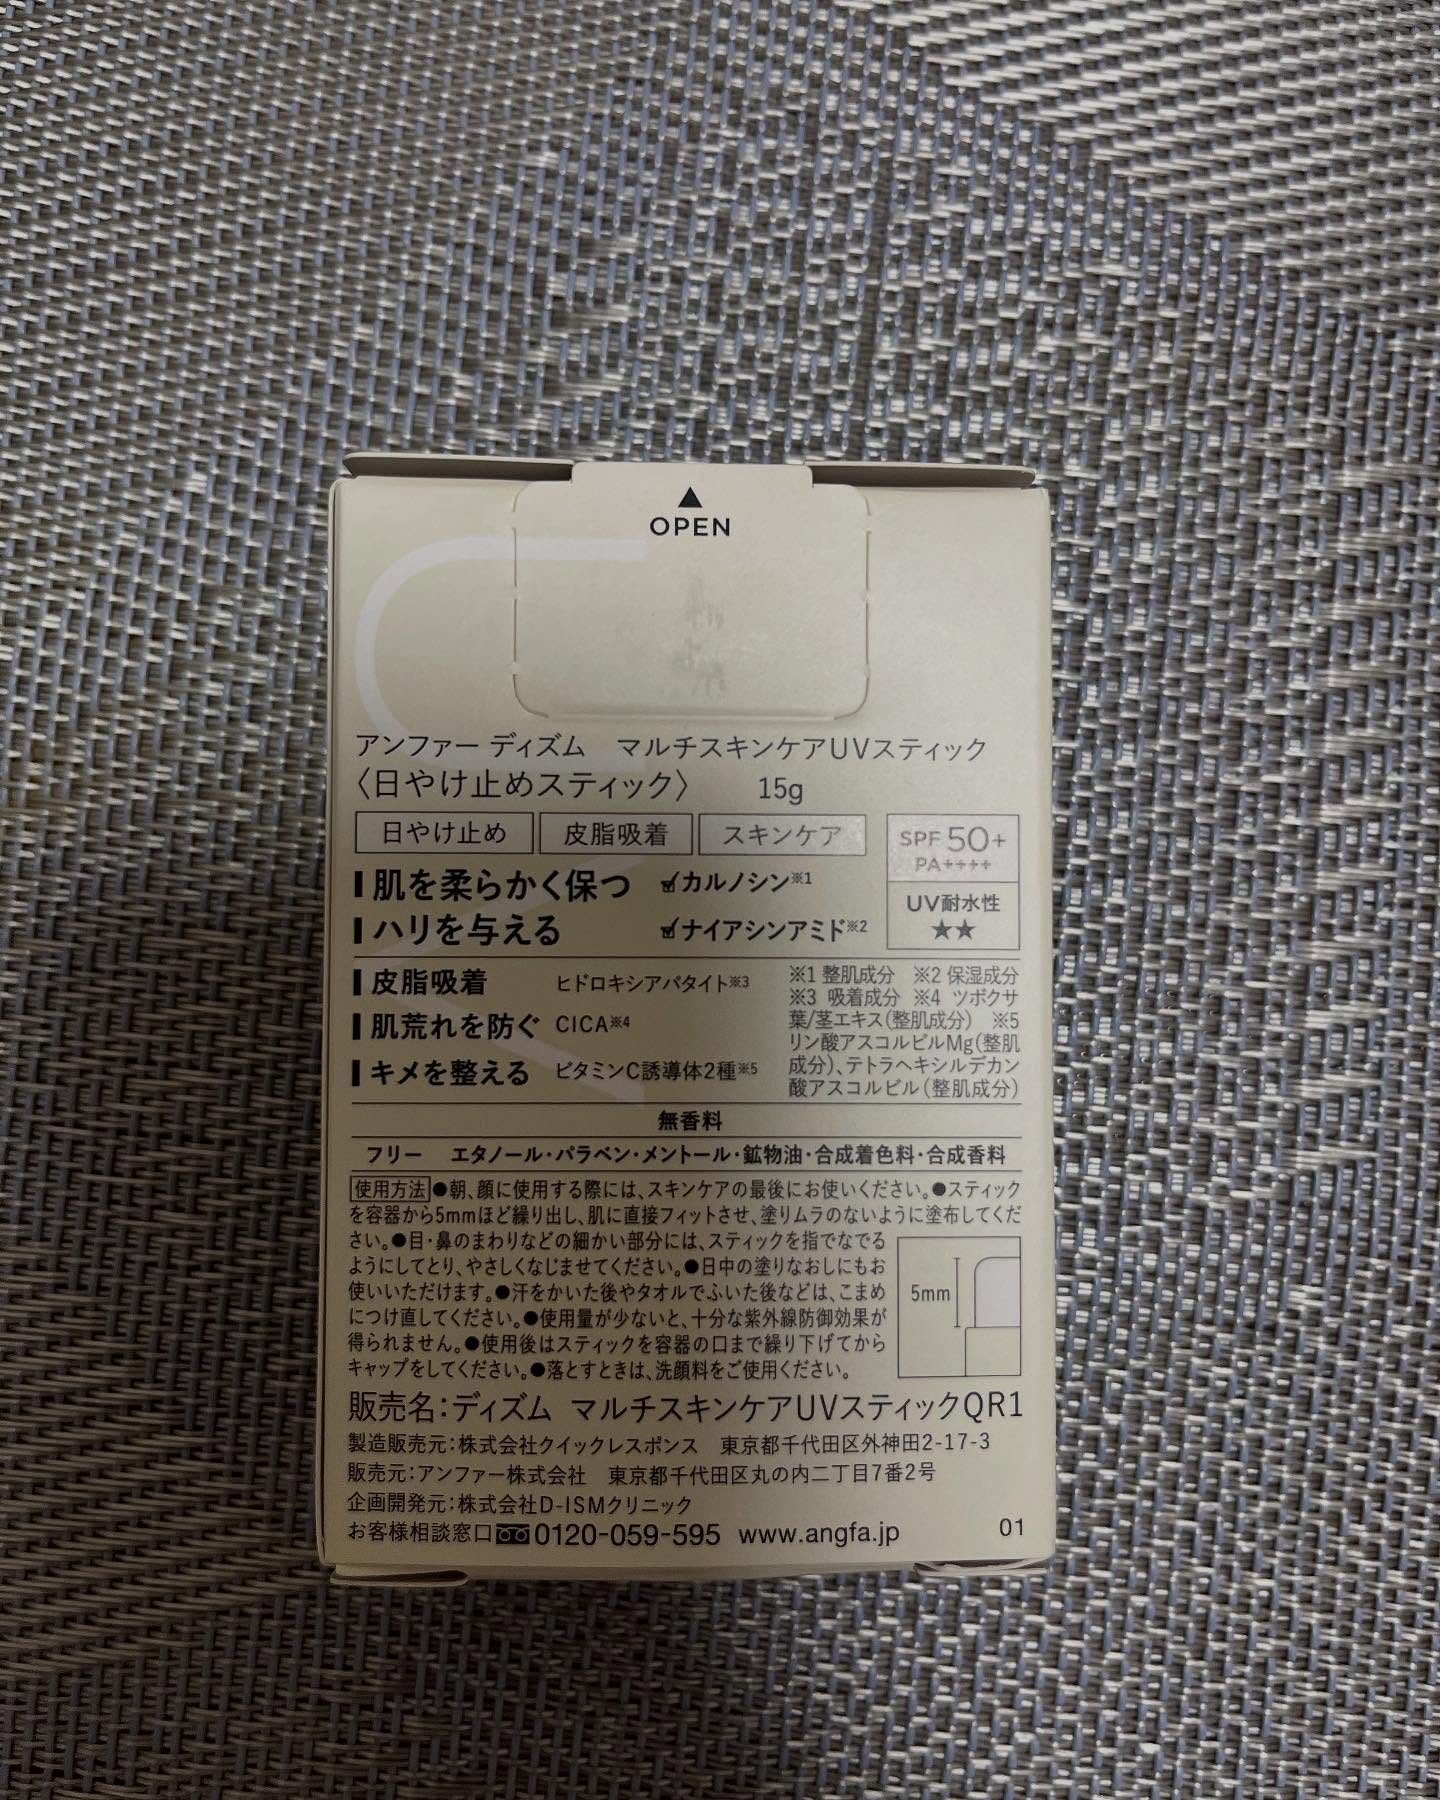 ▲
OPEN
アンファー ディズム　マルチスキンケアUVスティック
〈日やけ止めスティック〉　15g
日やけ止め　皮脂吸着　スキンケア
SPF 50+
PA++++
UV耐水性
★★
肌を柔らかく保つ　カルノシン※1
ハリを与える　ナイアシンアミド※2
皮脂吸着　ヒドロキシアパタイト※3
肌荒れを防ぐ　CICA※4
キメを整える　ビタミンC誘導体2種※5
※1 整肌成分　※2 保湿成分
※3 吸着成分 ※4 ツボクサ
葉/茎エキス(整肌成分)　※5
リン酸アスコルビルMg(整肌
成分)、テトラヘキシルデカン
酸アスコルビル(整肌成分)
無香料
フリー　エタノール・パラベン・メントール・鉱物油・合成着色料・合成香料
使用方法●朝、顔に使用する際には、スキンケアの最後にお使いください。●スティック
を容器から5mmほど繰り出し、肌に直接フィットさせ、塗りムラのないように塗布してくだ
さい。●目・鼻のまわりなどの細かい部分には、スティックを指でなでる
ようにしてとり、やさしくなじませてください。●日中の塗りなおしにもお
使いいただけます。●汗をかいた後やタオルでふいた後などは、こまめ
につけ直してください。●使用量が少ないと、十分な紫外線防御効果が
得られません。●使用後はスティックを容器の口まで繰り下げてから
キャップをしてください。●落とすときは、洗顔料をご使用ください。
5mm
販売名:ディズム マルチスキンケアUVスティックQR1
製造販売元:株式会社クイックレスポンス　東京都千代田区外神田2-17-3
販売元:アンファー株式会社　東京都千代田区丸の内二丁目7番2号
企画開発元:株式会社D-ISMクリニック
お客様相談窓口 0120-059-595 www.angfa.jp
01